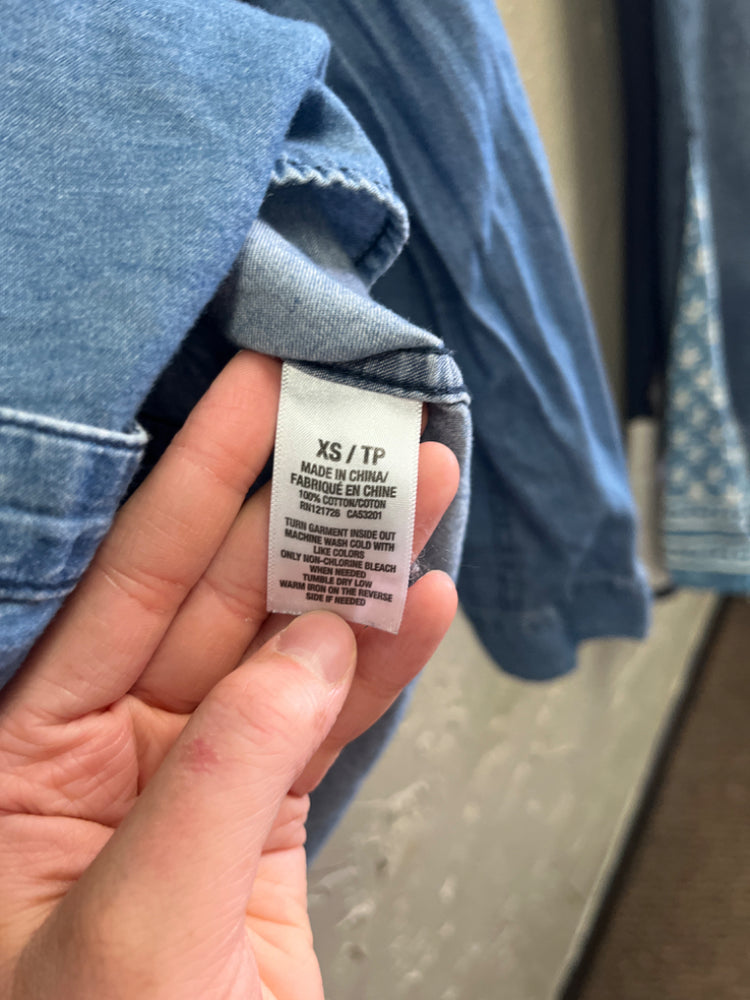 XS / TP
MADE IN CHINA/
FABRIQUÉ EN CHINE
100% COTTON/COTON
RN121726 CA53201
TURN GARMENT INSIDE OUT
MACHINE WASH COLD WITH
LIKE COLORS
ONLY NON-CHLORINE BLEACH
WHEN NEEDED
TUMBLE DRY LOW
WARM IRON ON THE REVERSE
SIDE IF NEEDED